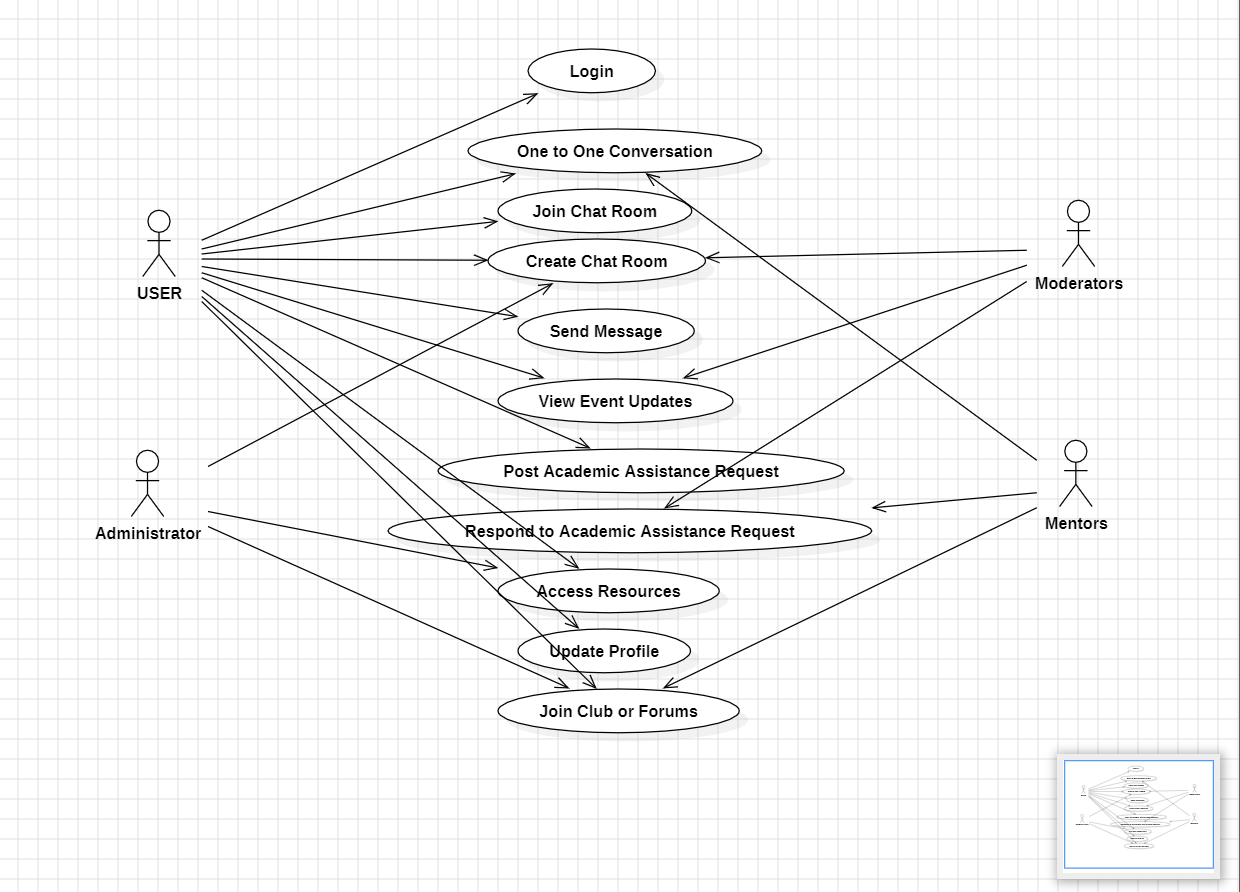 Login
One to One Conversation
Join Chat Room
Create Chat Room
USER
Moderators
Send Message
View Event Updates
Post Academic Assistance Request
Respond to Academic Assistance Request
Administrator
Mentors
Access Resources
Update Profile
Join Club or Forums